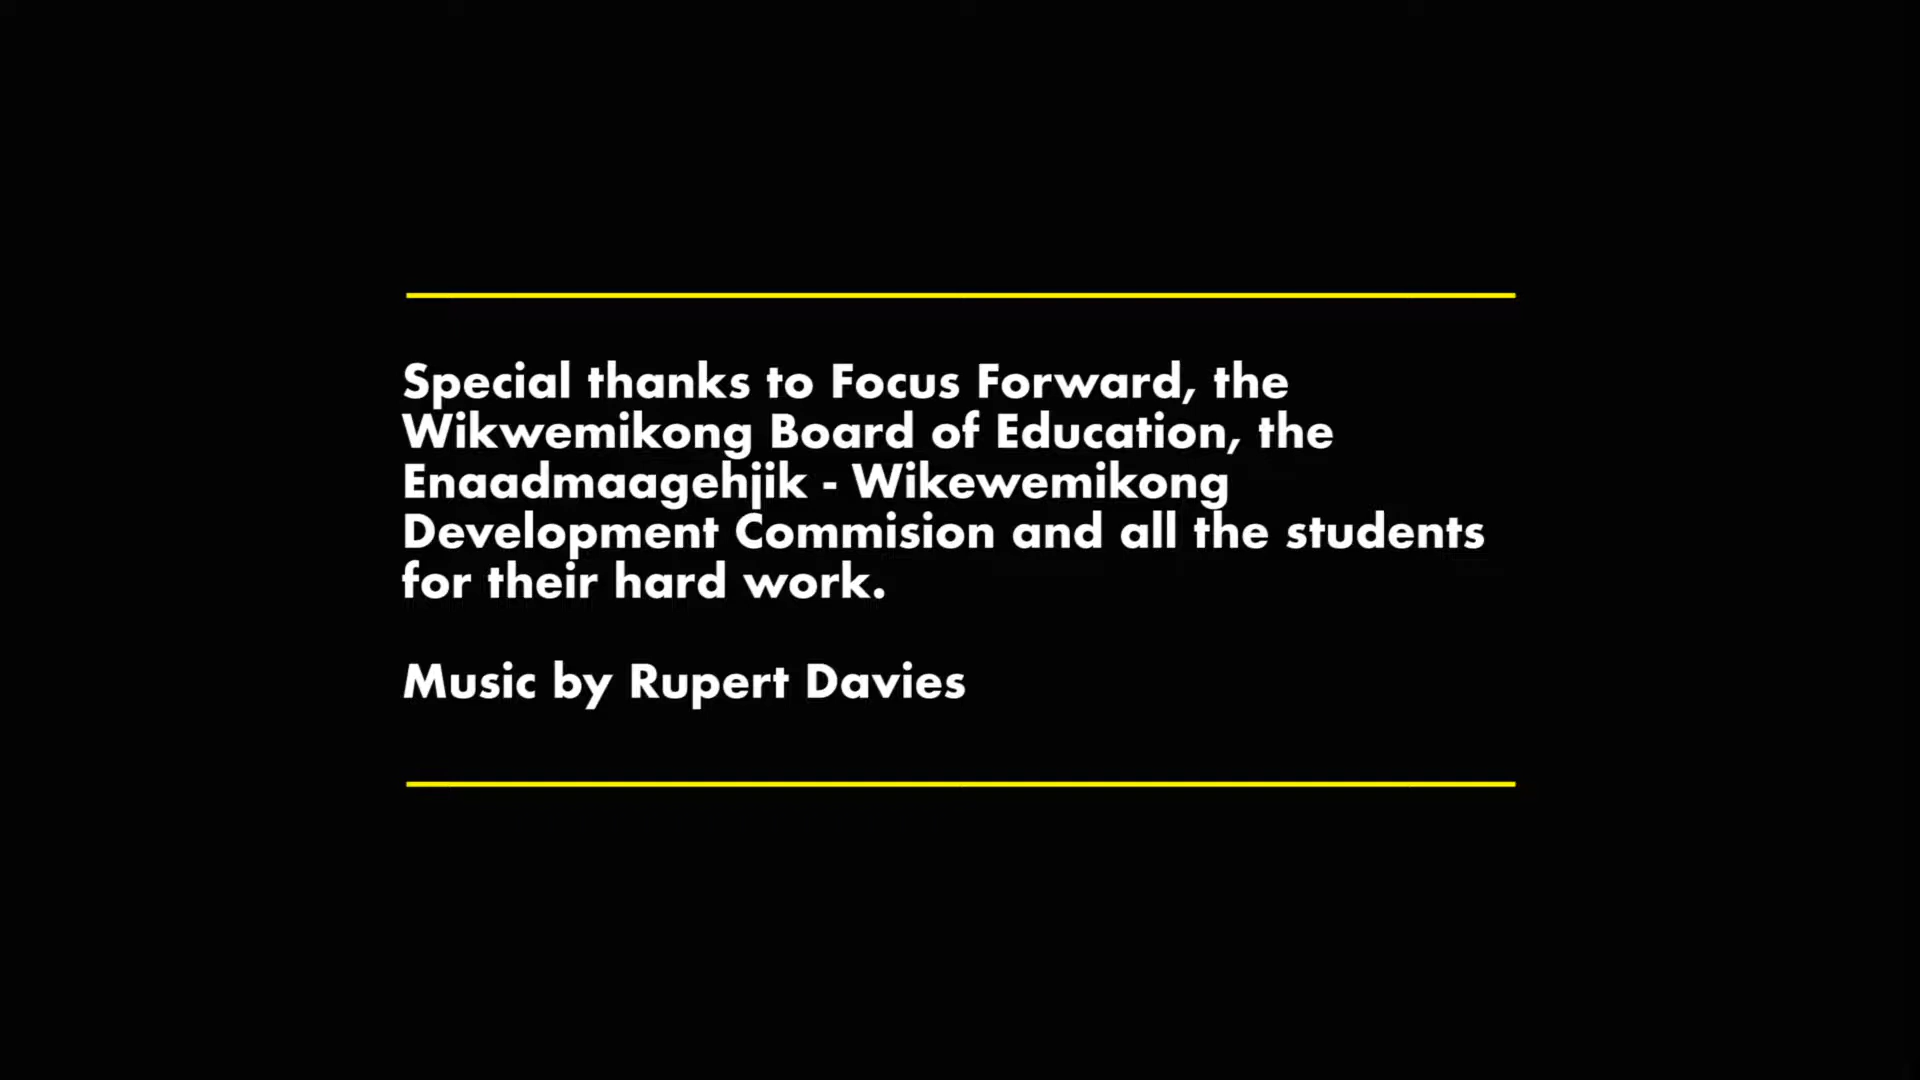 Special thanks to Focus Forward, the
Wikwemikong Board of Education, the
Enaadmaagehjik - Wikewemikong
Development Commision and all the students
for their hard work.
Music by Rupert Davies